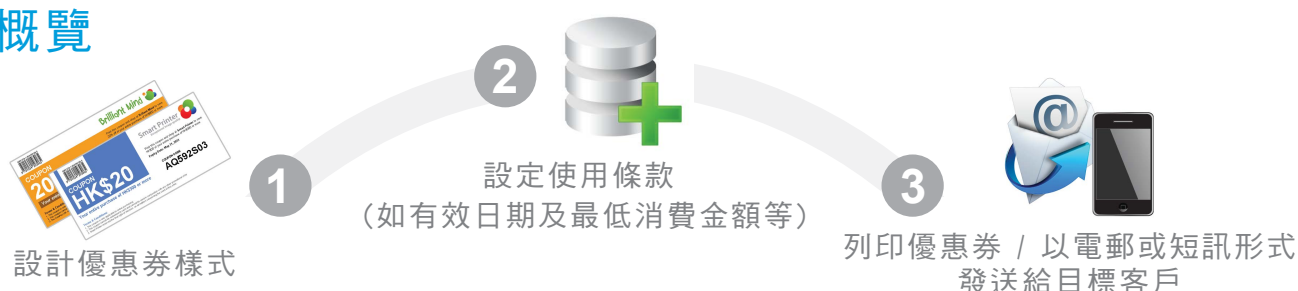 概覽
Brilliant Mind
Smart Printer
COUPON
20
COUPON
HK$20
AQ592S03
1
設計優惠券樣式
2
設定使用條款
(如有效日期及最低消費金額等)
@
3
列印優惠券 / 以電郵或短訊形式
發送給目標客戶